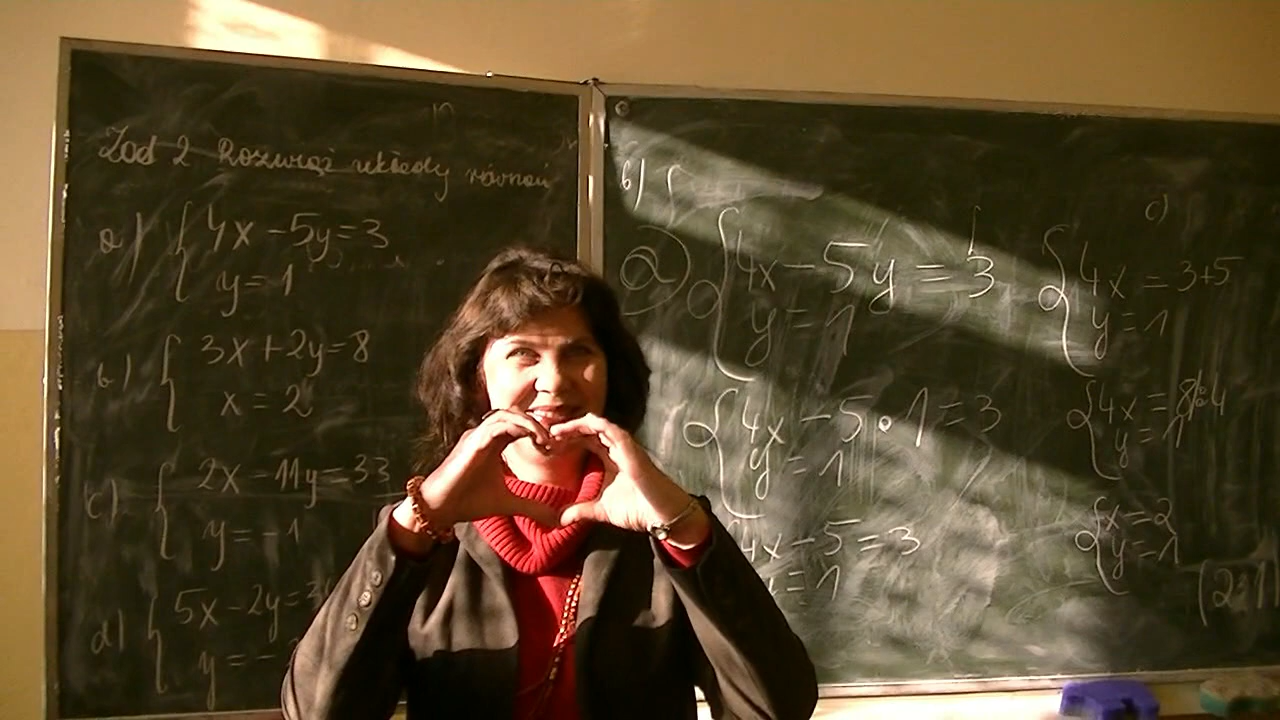 Zad 2 Rozwiąż układy równań
a) { 4x - 5y = 3
y = 1
b) { 3x + 2y = 8
x = 2
c) { 2x - 11y = 33
y = -1
d) { 5x - 2y = 3
y = -
b) {
a) { 4x - 5y = 3
y = 1
{ 4x - 5 • 1 = 3
y = 1
4x - 5 = 3
y = 1
c)
{ 4x = 3+5
y = 1
{ 4x = 8 |:4
y = 1
{ x = 2
y = 1
(2;1)